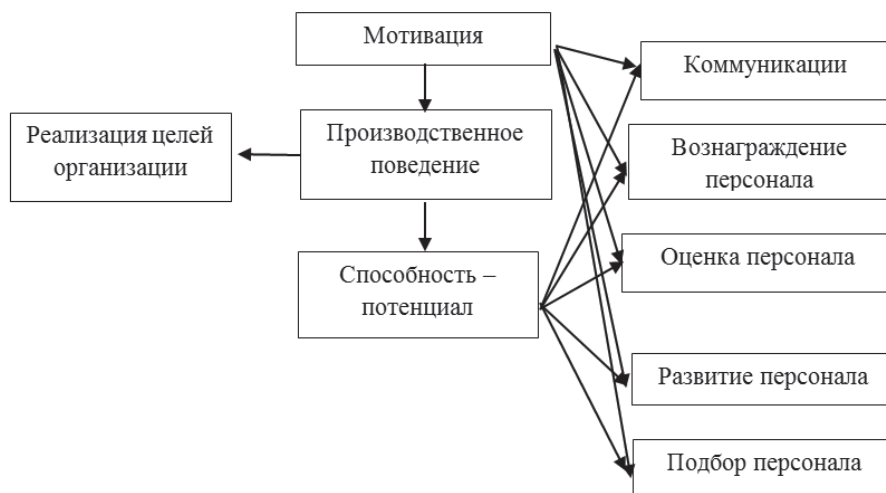 Мотивация
Реализация целей
организации
Производственное
поведение
Способность –
потенциал
Коммуникации
Вознаграждение
персонала
Оценка персонала
Развитие персонала
Подбор персонала